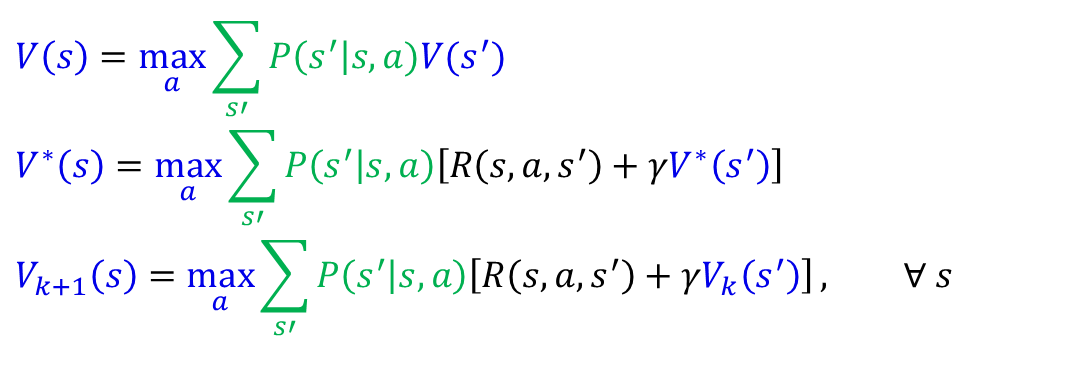 V(s) = max_a ∑_{s′} P(s′|s, a)V(s′)
V*(s) = max_a ∑_{s′} P(s′|s, a)[R(s, a, s′) + γV*(s′)]
V_{k+1}(s) = max_a ∑_{s′} P(s′|s, a)[R(s, a, s′) + γV_k(s′)], ∀ s